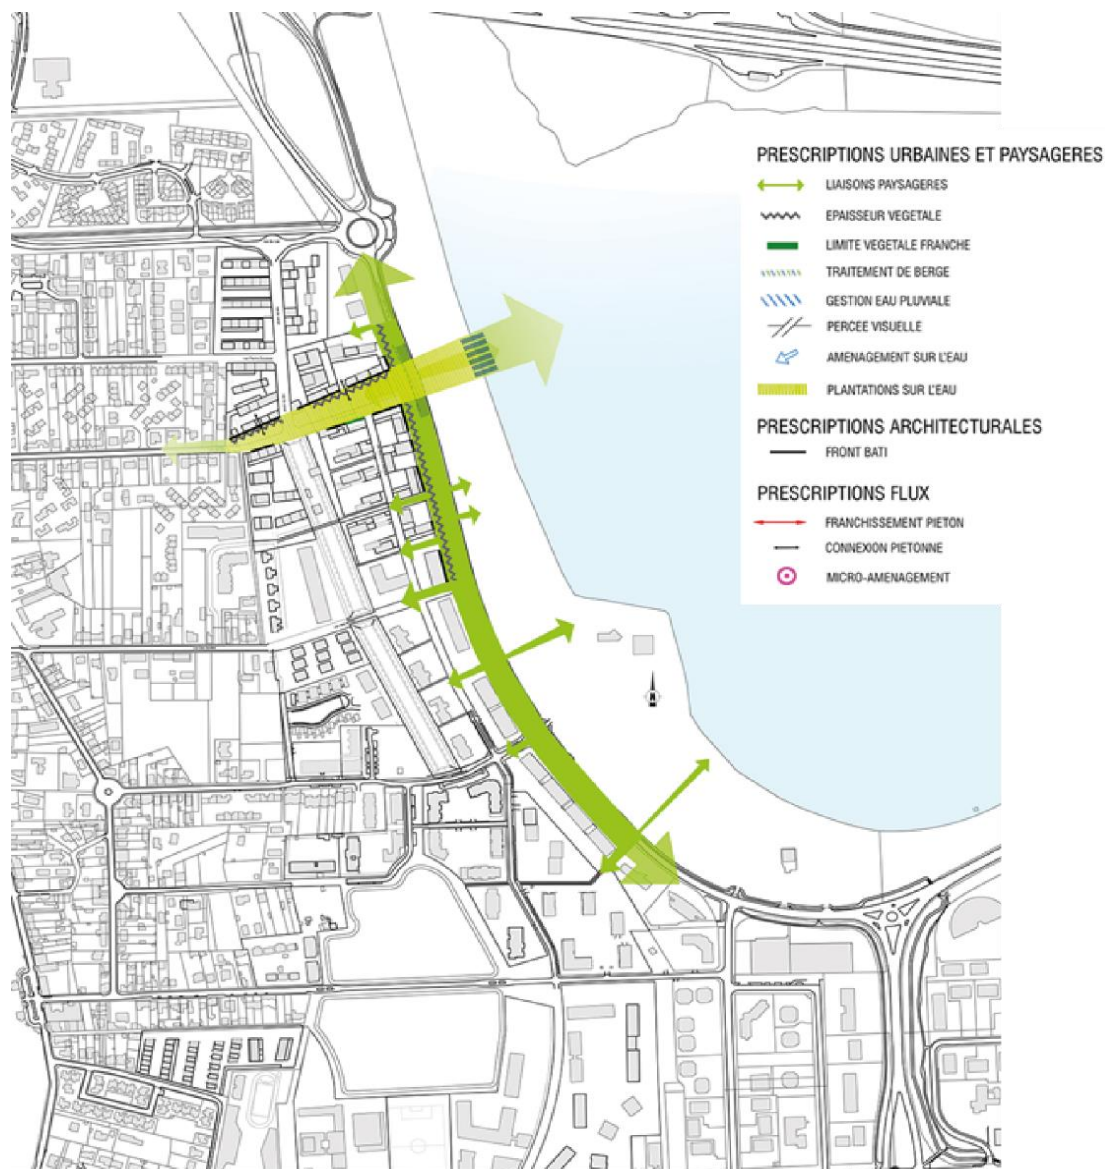 PRESCRIPTIONS URBAINES ET PAYSAGERES
LIAISONS PAYSAGERES
EPAISSEUR VEGETALE
LIMITE VEGETALE FRANCHE
TRAITEMENT DE BERGE
GESTION EAU PLUVIALE
PERCEE VISUELLE
AMENAGEMENT SUR L'EAU
PLANTATIONS SUR L'EAU
PRESCRIPTIONS ARCHITECTURALES
FRONT BATI
PRESCRIPTIONS FLUX
FRANCHISSEMENT PIETON
CONNEXION PIETONNE
MICRO-AMENAGEMENT
N